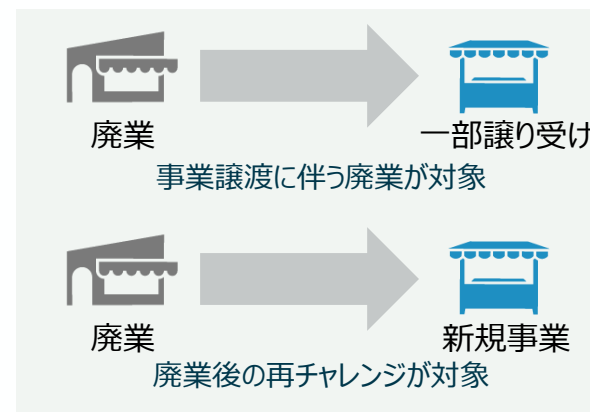 廃業 一部譲り受け
事業譲渡に伴う廃業が対象
廃業 新規事業
廃業後の再チャレンジが対象